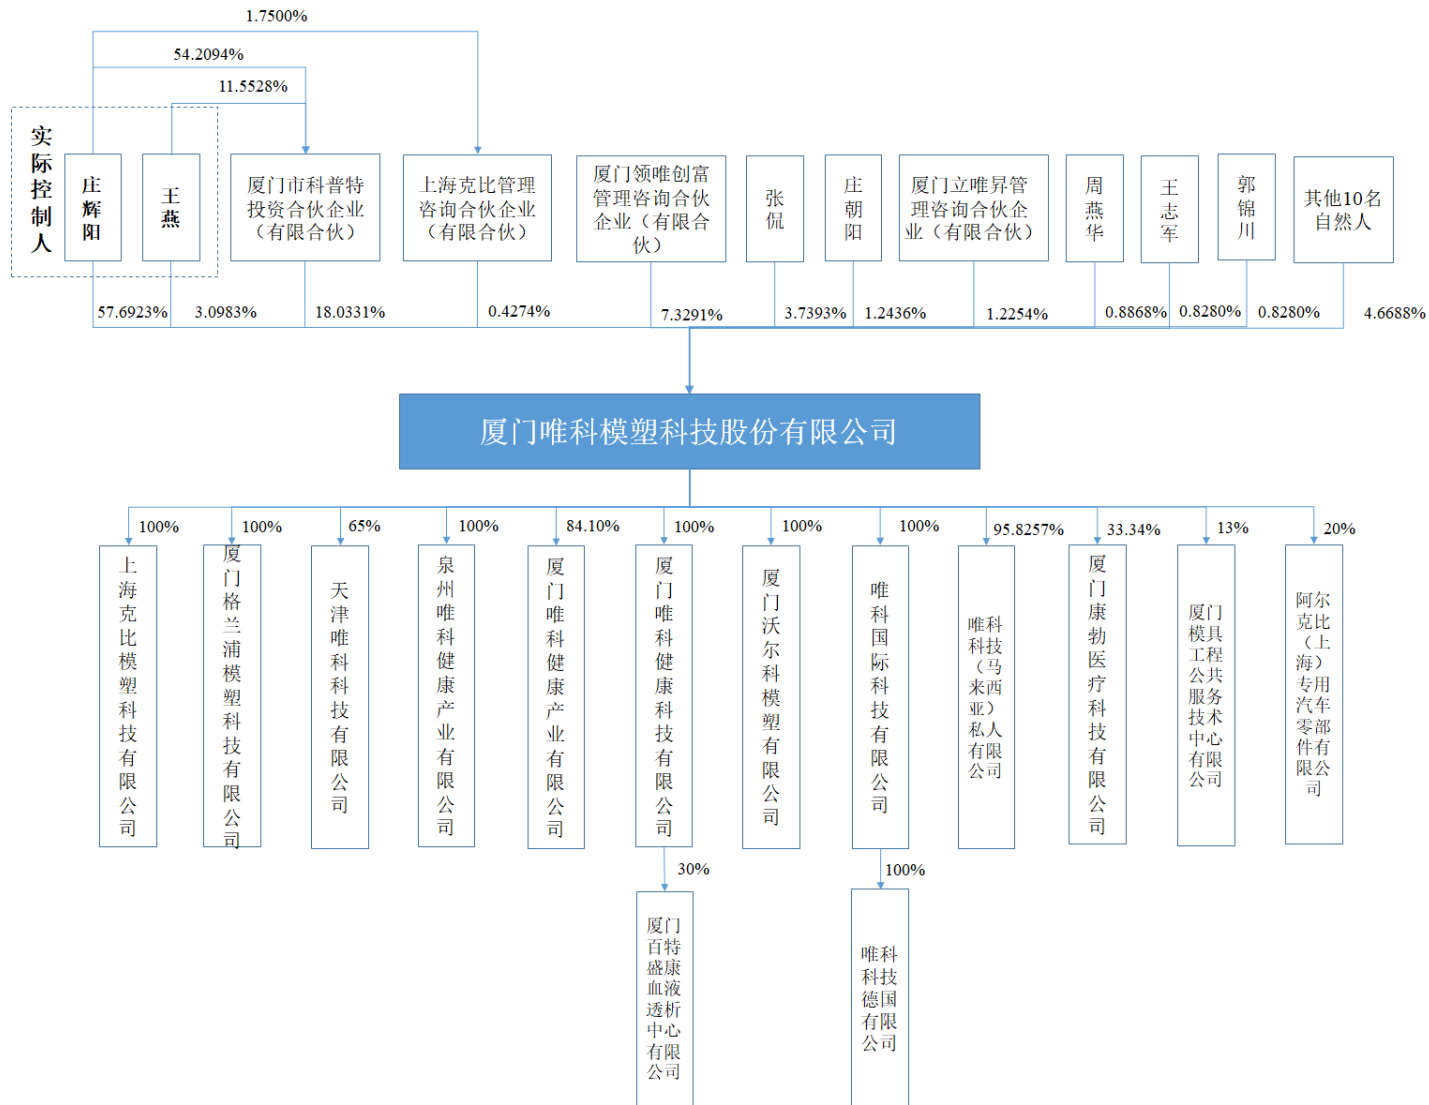 1.7500%
54.2094%
11.5528%
实际控制人
庄辉阳
王燕
厦门市科普特
投资合伙企业
（有限合伙）
上海克比管理
咨询合伙企业
（有限合伙）
厦门领唯创富
管理咨询合伙
企业（有限合
伙）
张侃
庄朝阳
厦门立唯昇管
理咨询合伙企
业（有限合伙）
周燕华
王志军
郭锦川
其他10名
自然人
57.6923%
3.0983%
18.0331%
0.4274%
7.3291%
3.7393%
1.2436%
1.2254%
0.8868%
0.8280%
0.8280%
4.6688%
厦门唯科模塑科技股份有限公司
100%
100%
65%
100%
84.10%
100%
100%
100%
95.8257%
33.34%
13%
20%
上海克比模塑科技有限公司
厦门格兰浦模塑科技有限公司
天津唯科科技有限公司
泉州唯科健康产业有限公司
厦门唯科健康产业有限公司
厦门唯科健康科技有限公司
厦门沃尔科模塑有限公司
唯科国际科技有限公司
唯科
科技
（马
来西
亚）
私人
有限
公司
厦门康勃医疗科技有限公司
厦门
模具
工程
公共
服务
技术
中心
有限
公司
阿尔
克比
（上
海）
专用
汽车
零部
件有
限公
司
30%
100%
厦门
百特
盛康
血液
透析
中心
有限
公司
唯科
科技
德国
有限
公司